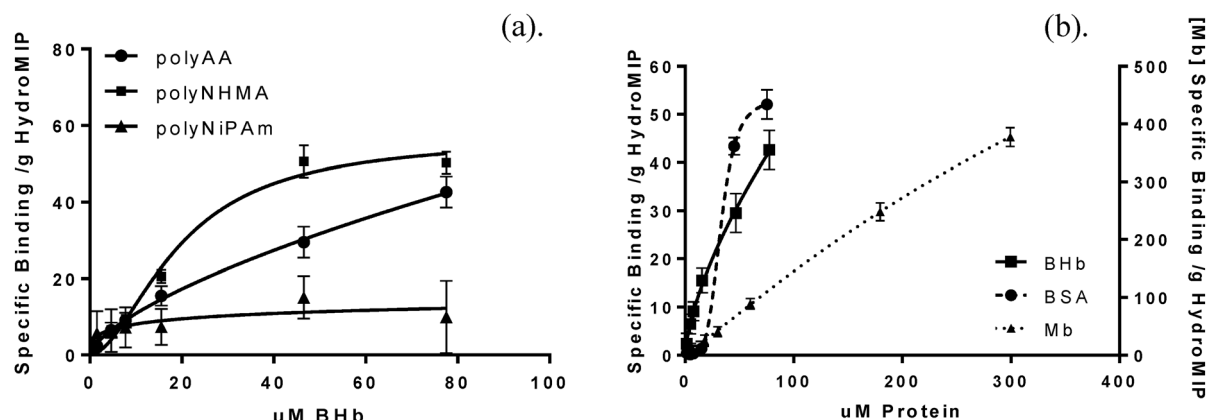 (a).
80
60
40
20
0
Specific Binding /g HydroMIP
polyAA
polyNHMA
polyNiPAm
0 20 40 60 80 100
uM BHb
(b).
60
50
40
30
20
10
0
Specific Binding /g HydroMIP
500
400
300
200
100
0
[Mb] Specific Binding /g HydroMIP
BHb
BSA
Mb
0 100 200 300 400
uM Protein